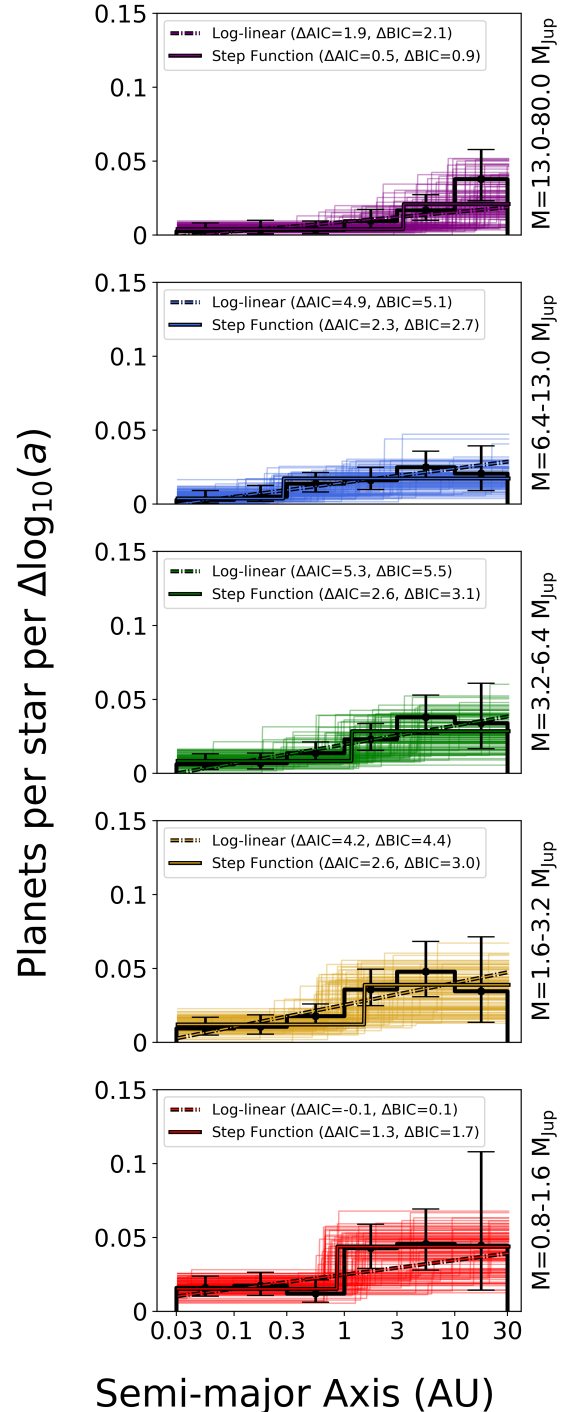 0.15
Log-linear (ΔAIC=1.9, ΔBIC=2.1)
Step Function (ΔAIC=0.5, ΔBIC=0.9)
0.1
0.05
0
M=13.0-80.0 M_Jup
0.15
Log-linear (ΔAIC=4.9, ΔBIC=5.1)
Step Function (ΔAIC=2.3, ΔBIC=2.7)
0.1
0.05
0
M=6.4-13.0 M_Jup
0.15
Log-linear (ΔAIC=5.3, ΔBIC=5.5)
Step Function (ΔAIC=2.6, ΔBIC=3.1)
0.1
0.05
0
M=3.2-6.4 M_Jup
0.15
Log-linear (ΔAIC=4.2, ΔBIC=4.4)
Step Function (ΔAIC=2.6, ΔBIC=3.0)
0.1
0.05
0
M=1.6-3.2 M_Jup
0.15
Log-linear (ΔAIC=-0.1, ΔBIC=0.1)
Step Function (ΔAIC=1.3, ΔBIC=1.7)
0.1
0.05
0
M=0.8-1.6 M_Jup
0.03 0.1 0.3 1 3 10 30
Semi-major Axis (AU)
Planets per star per Δlog₁₀(a)